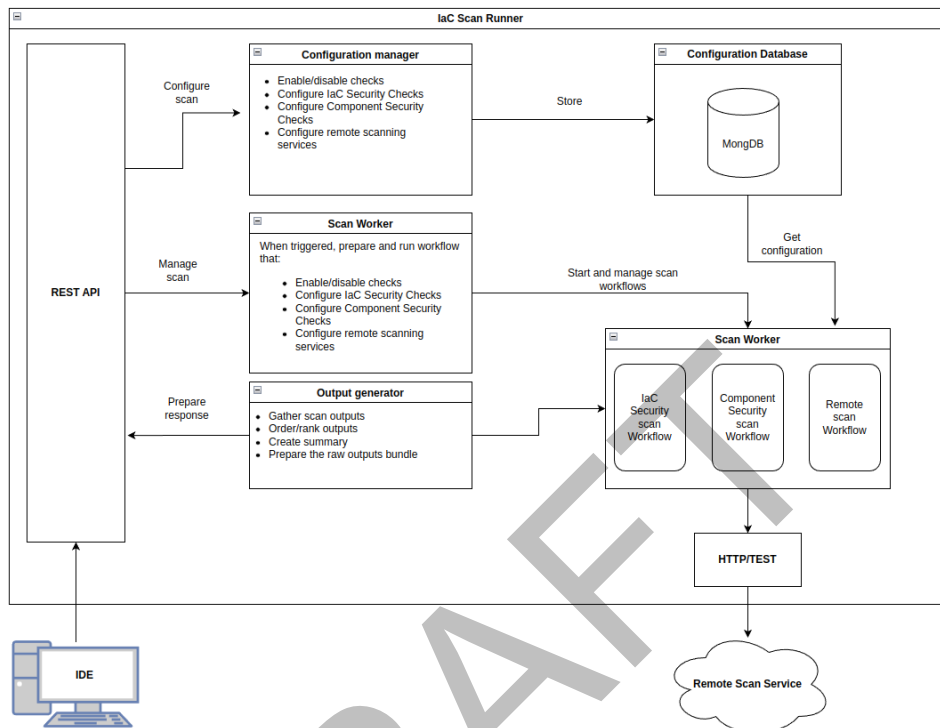 IaC Scan Runner
REST API
Configure
scan
Configuration manager
Enable/disable checks
Configure IaC Security Checks
Configure Component Security
Checks
Configure remote scanning
services
Store
Configuration Database
MongDB
Get
configuration
Manage
scan
Scan Worker
When triggered, prepare and run workflow
that:
Enable/disable checks
Configure IaC Security Checks
Configure Component Security
Checks
Configure remote scanning
services
Start and manage scan
workflows
Scan Worker
IaC
Security
scan
Workflow
Component
Security
scan
Workflow
Remote
scan
Workflow
Prepare
response
Output generator
Gather scan outputs
Order/rank outputs
Create summary
Prepare the raw outputs bundle
HTTP/TEST
IDE
Remote Scan Service
DRAFT